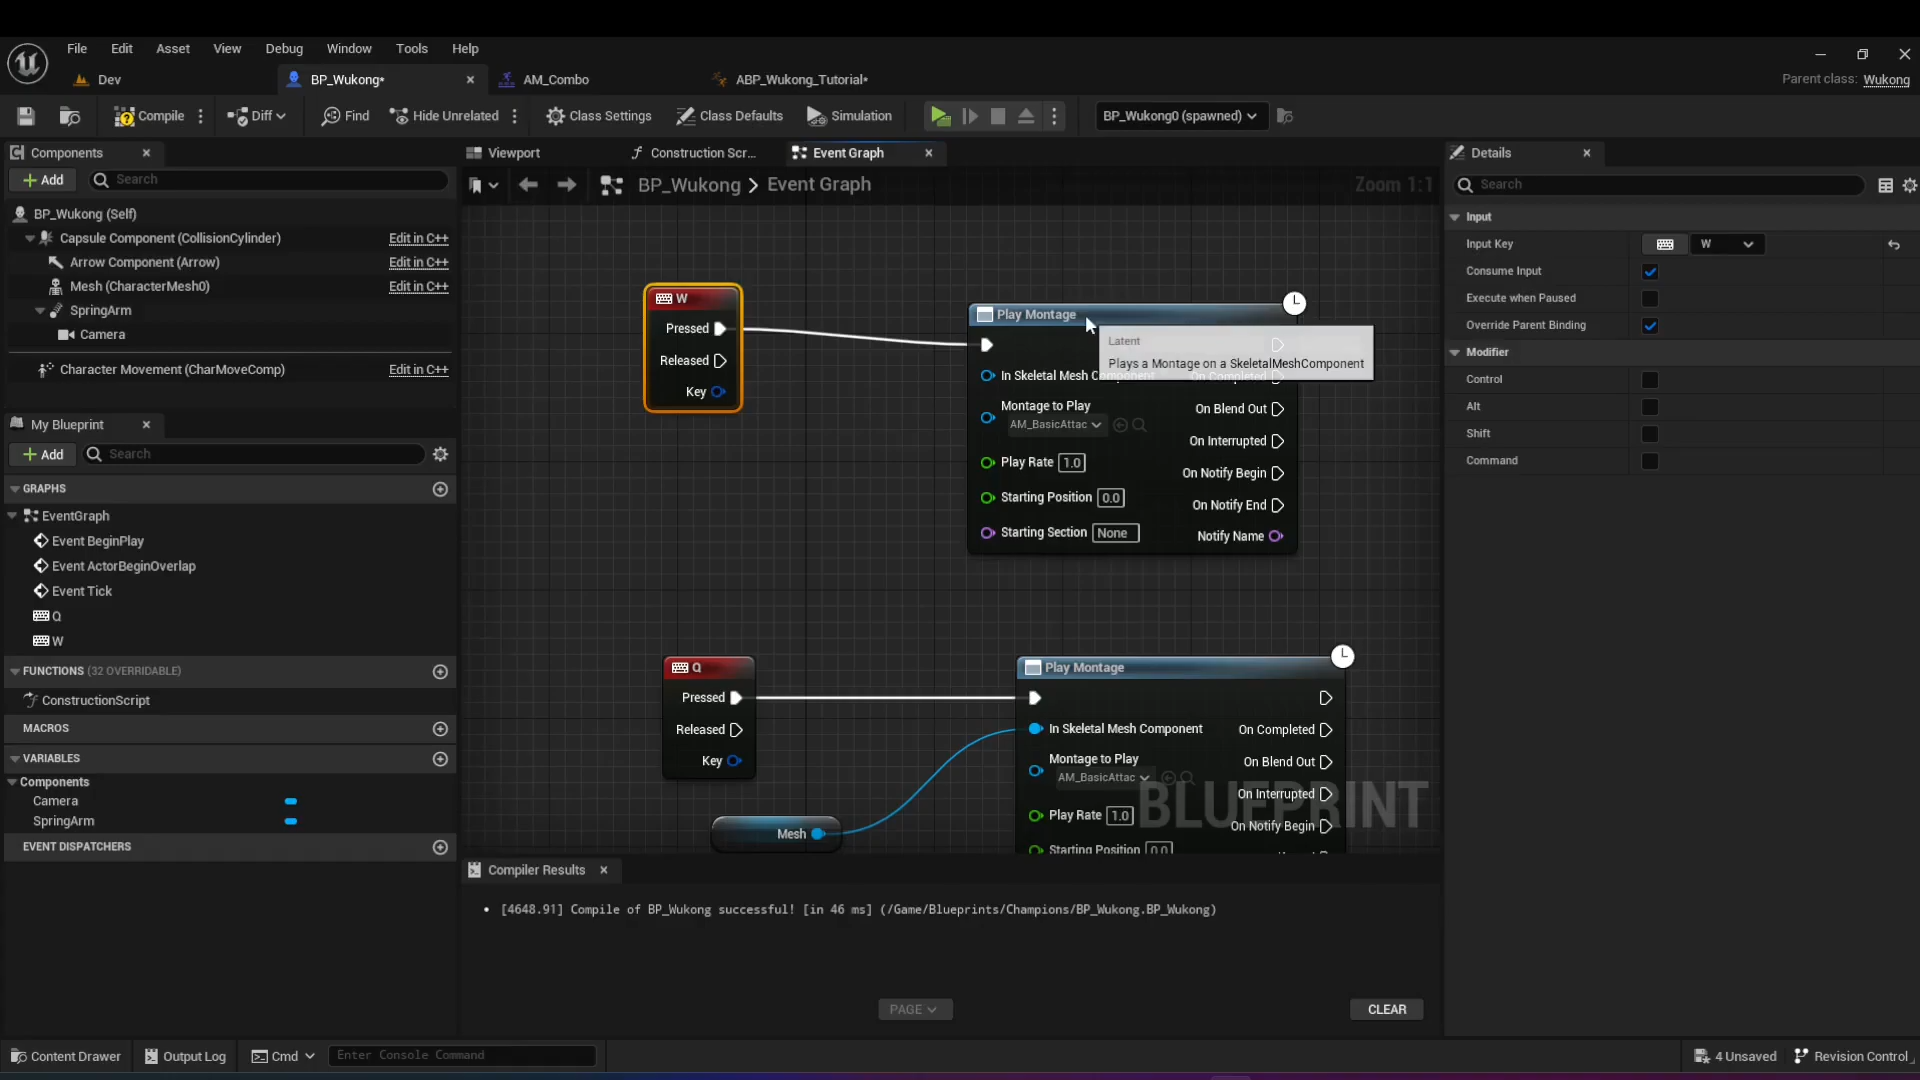 File Edit Asset View Debug Window Tools Help
Dev BP_Wukong* AM_Combo ABP_Wukong_Tutorial* Parent class: Wukong
Compile Diff Find Hide Unrelated Class Settings Class Defaults Simulation BP_Wukong0 (spawned)
Components
Add Search
BP_Wukong (Self)
Capsule Component (CollisionCylinder) Edit in C++
Arrow Component (Arrow) Edit in C++
Mesh (CharacterMesh0) Edit in C++
SpringArm
Camera
Character Movement (CharMoveComp) Edit in C++
My Blueprint
Add Search
GRAPHS
EventGraph
Event BeginPlay
Event ActorBeginOverlap
Event Tick
Q
W
FUNCTIONS (32 OVERRIDABLE)
ConstructionScript
MACROS
VARIABLES
Components
Camera
SpringArm
EVENT DISPATCHERS
Viewport Construction Scr... Event Graph
BP_Wukong > Event Graph Zoom 1:1
W
Pressed
Released
Key
Play Montage
Latent
Plays a Montage on a SkeletalMeshComponent
In Skeletal Mesh Component On Completed
Montage to Play On Blend Out
AM_BasicAttac
On Interrupted
Play Rate 1.0 On Notify Begin
Starting Position 0.0 On Notify End
Starting Section None Notify Name
Q
Pressed
Released
Key
Mesh
Play Montage
In Skeletal Mesh Component On Completed
Montage to Play On Blend Out
AM_BasicAttac
On Interrupted
Play Rate 1.0 On Notify Begin
Starting Position 0.0
BLUEPRINT
Compiler Results
[4648.91] Compile of BP_Wukong successful! [in 46 ms] (/Game/Blueprints/Champions/BP_Wukong.BP_Wukong)
PAGE CLEAR
Details
Search
Input
Input Key W
Consume Input
Execute when Paused
Override Parent Binding
Modifier
Control
Alt
Shift
Command
Content Drawer Output Log Cmd Enter Console Command 4 Unsaved Revision Control